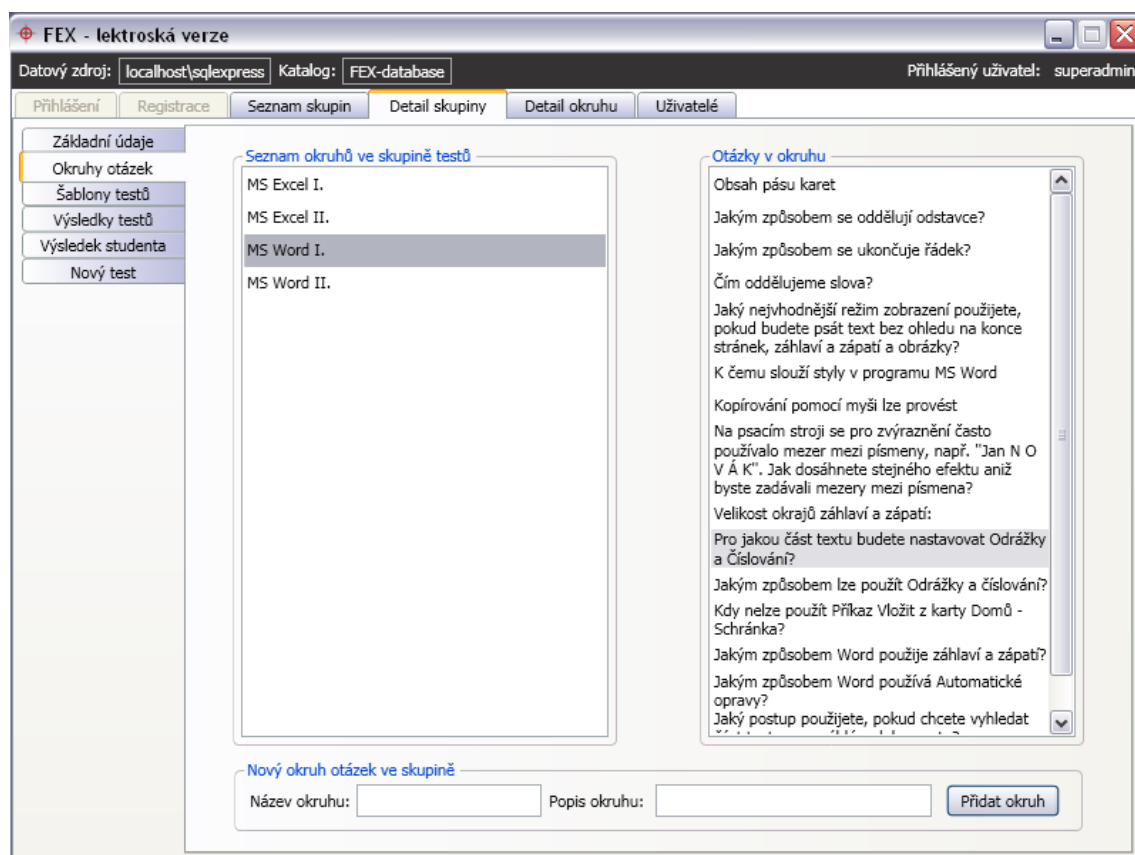 FEX - lektroská verze
Datový zdroj: localhost\sqlexpress Katalog: FEX-database Přihlášený uživatel: superadmin
Přihlášení Registrace Seznam skupin Detail skupiny Detail okruhu Uživatelé
Základní údaje
Okruhy otázek
Šablony testů
Výsledky testů
Výsledek studenta
Nový test
Seznam okruhů ve skupině testů
MS Excel I.
MS Excel II.
MS Word I.
MS Word II.
Otázky v okruhu
Obsah pásu karet
Jakým způsobem se oddělují odstavce?
Jakým způsobem se ukončuje řádek?
Čím oddělujeme slova?
Jaký nejvhodnější režim zobrazení použijete,
pokud budete psát text bez ohledu na konce
stránek, záhlaví a zápatí a obrázky?
K čemu slouží styly v programu MS Word
Kopírování pomocí myši lze provést
Na psacím stroji se pro zvýraznění často
používalo mezer mezi písmeny, např. "Jan N O
V Á K". Jak dosáhnete stejného efektu aniž
byste zadávali mezery mezi písmena?
Velikost okrajů záhlaví a zápatí:
Pro jakou část textu budete nastavovat Odrážky
a Číslování?
Jakým způsobem lze použít Odrážky a číslování?
Kdy nelze použít Příkaz Vložit z karty Domů -
Schránka?
Jakým způsobem Word použije záhlaví a zápatí?
Jakým způsobem Word používá Automatické
opravy?
Jaký postup použijete, pokud chcete vyhledat
Nový okruh otázek ve skupině
Název okruhu: Popis okruhu: Přidat okruh